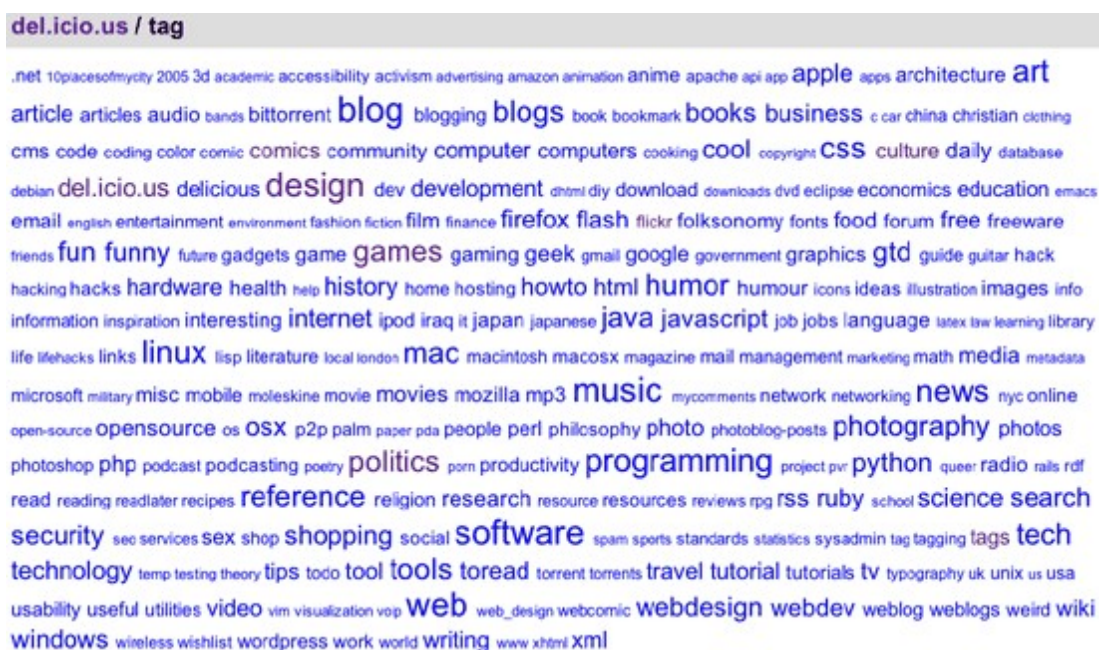 del.icio.us / tag
.net 10placesofmycity 2005 3d academic accessibility activism advertising amazon animation anime apache api app apple apps architecture art
article articles audio bands bittorrent blog blogging blogs book bookmark books business c car china christian clothing
cms code coding color comic comics community computer computers cooking cool copyright css culture daily database
debian del.icio.us delicious design dev development dhtml diy download downloads dvd eclipse economics education emacs
email english entertainment environment fashion fiction film finance firefox flash flickr folksonomy fonts food forum free freeware
friends fun funny future gadgets game games gaming geek gmail google government graphics gtd guide guitar hack
hacking hacks hardware health help history home hosting howto html humor humour icons ideas illustration images info
information inspiration interesting internet ipod iraq it japan japanese java javascript job jobs language latex law learning library
life lifehacks links linux lisp literature local london mac macintosh macosx magazine mail management marketing math media metadata
microsoft military misc mobile moleskine movie movies mozilla mp3 music mycomments network networking news nyc online
open-source opensource os osx p2p palm paper pda people perl philosophy photo photoblog-posts photography photos
photoshop php podcast podcasting poetry politics porn productivity programming project pvr python queer radio rails rdf
read reading readlater recipes reference religion research resource resources reviews rpg rss ruby school science search
security seo services sex shop shopping social software spam sports standards statistics sysadmin tag tagging tags tech
technology temp testing theory tips todo tool tools toread torrent torrents travel tutorial tutorials tv typography uk unix us usa
usability useful utilities video vim visualization voip web web_design webcomic webdesign webdev weblog weblogs weird wiki
windows wireless wishlist wordpress work world writing www xhtml xml